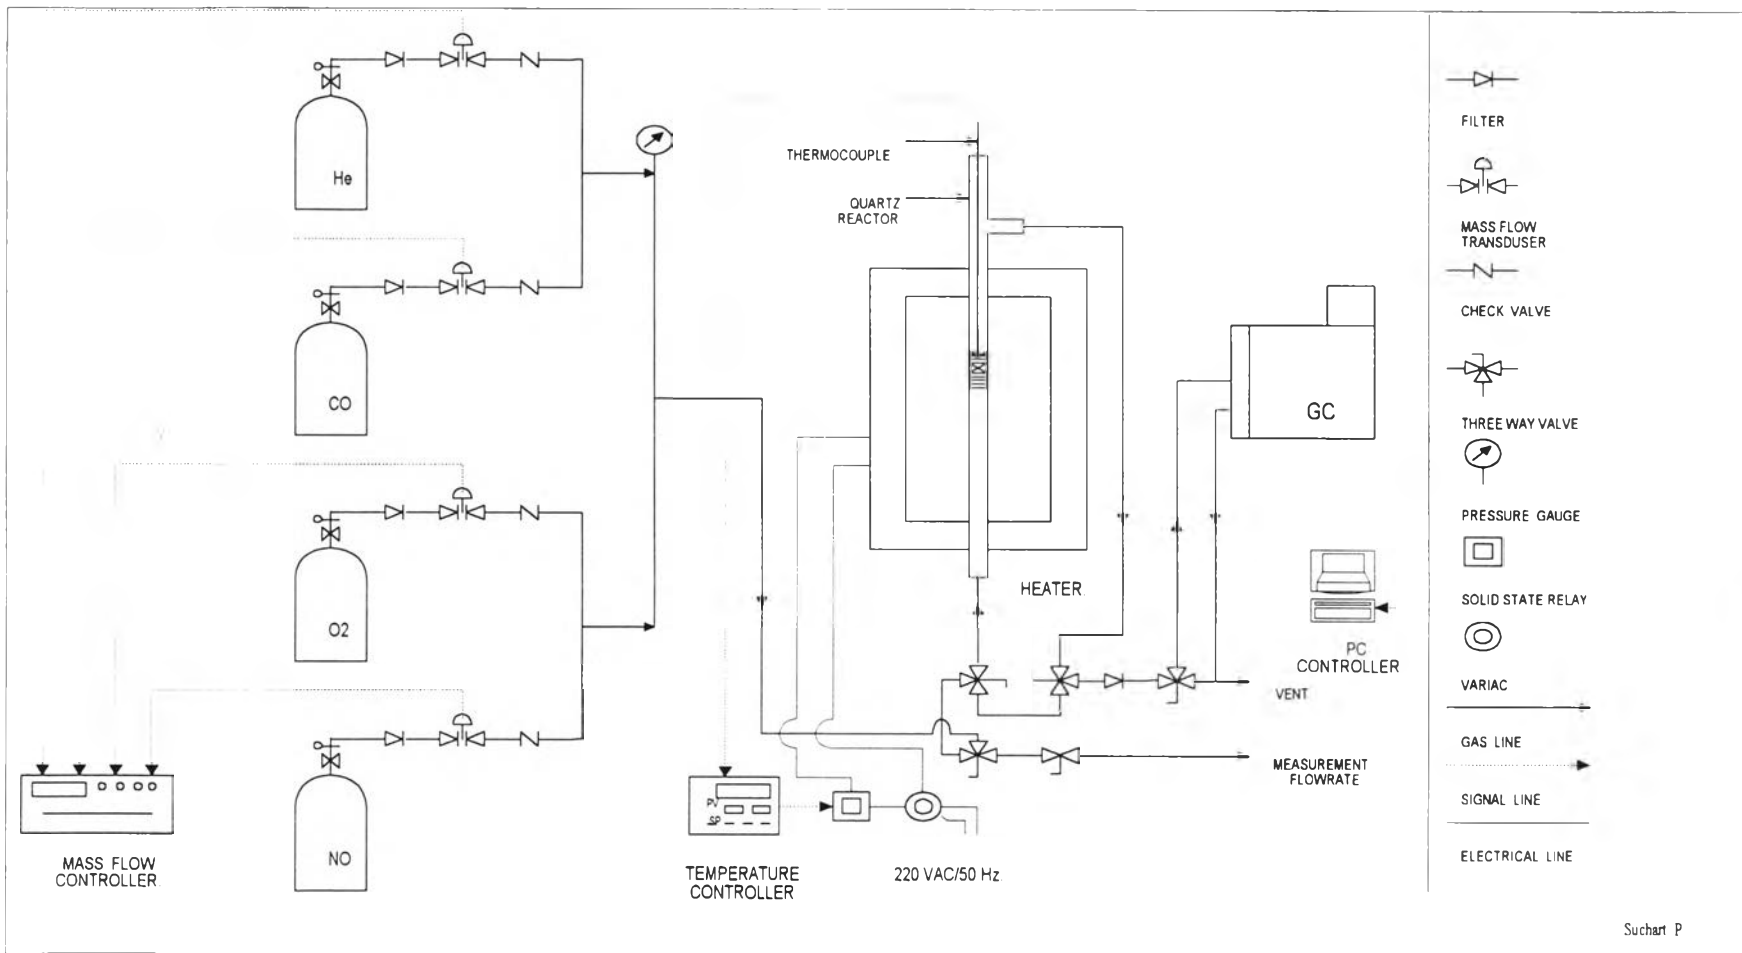 He
CO
O2
NO
MASS FLOW
CONTROLLER
THERMOCOUPLE
QUARTZ
REACTOR
HEATER
PV
SP
TEMPERATURE
CONTROLLER
220 VAC/50 Hz
GC
PC
CONTROLLER
VENT
MEASUREMENT
FLOWRATE
FILTER
MASS FLOW
TRANSDUSER
CHECK VALVE
THREE WAY VALVE
PRESSURE GAUGE
SOLID STATE RELAY
VARIAC
GAS LINE
SIGNAL LINE
ELECTRICAL LINE
Suchart P